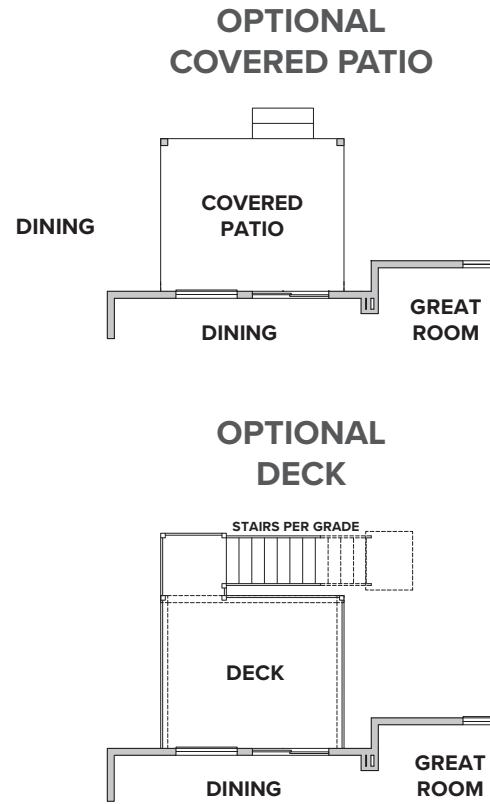 OPTIONAL
COVERED PATIO
COVERED
PATIO
DINING
DINING
GREAT
ROOM
OPTIONAL
DECK
STAIRS PER GRADE
DECK
DINING
GREAT
ROOM